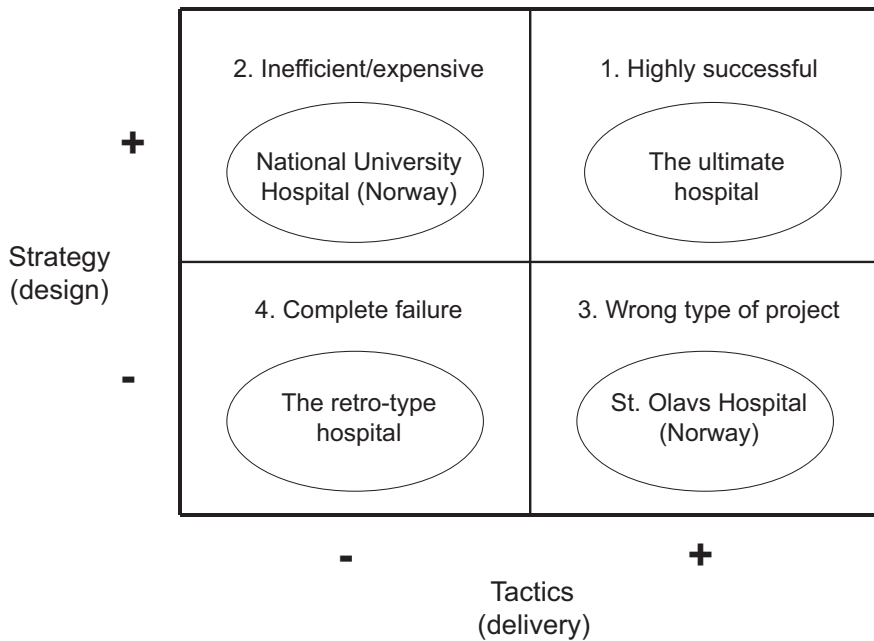 2. Inefficient/expensive
1. Highly successful
National University
Hospital (Norway)
The ultimate
hospital
+
Strategy
(design)
4. Complete failure
3. Wrong type of project
The retro-type
hospital
St. Olavs Hospital
(Norway)
-
-
+
Tactics
(delivery)